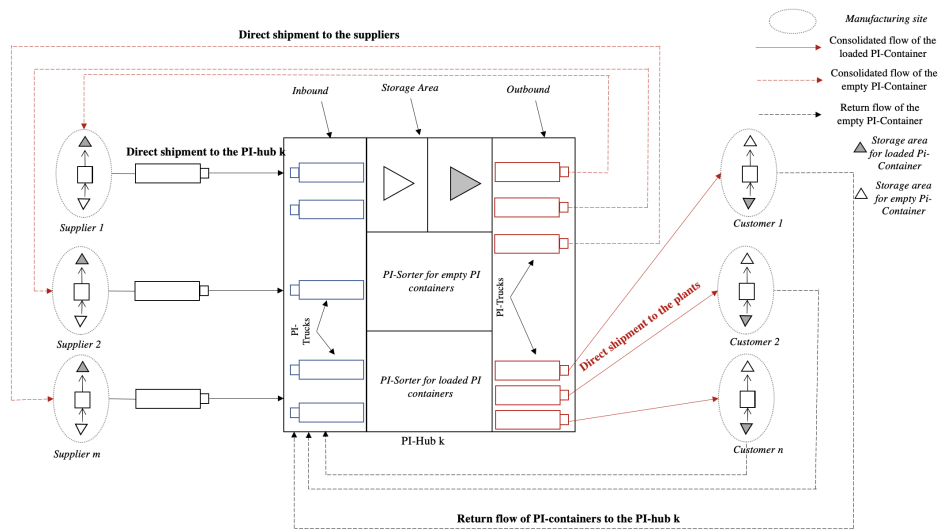 Direct shipment to the suppliers
Manufacturing site
Consolidated flow of the
loaded PI-Container
Consolidated flow of the
empty PI-Container
Return flow of the
empty PI-Container
Storage area
for loaded Pi-
Container
Storage area
for empty Pi-
Container
Inbound
Storage Area
Outbound
Direct shipment to the PI-hub k
Supplier 1
Supplier 2
Supplier m
PI-
Trucks
PI-Sorter for empty PI
containers
PI-Sorter for loaded PI
containers
PI-Trucks
PI-Hub k
Direct shipment to the plants
Customer 1
Customer 2
Customer n
Return flow of PI-containers to the PI-hub k